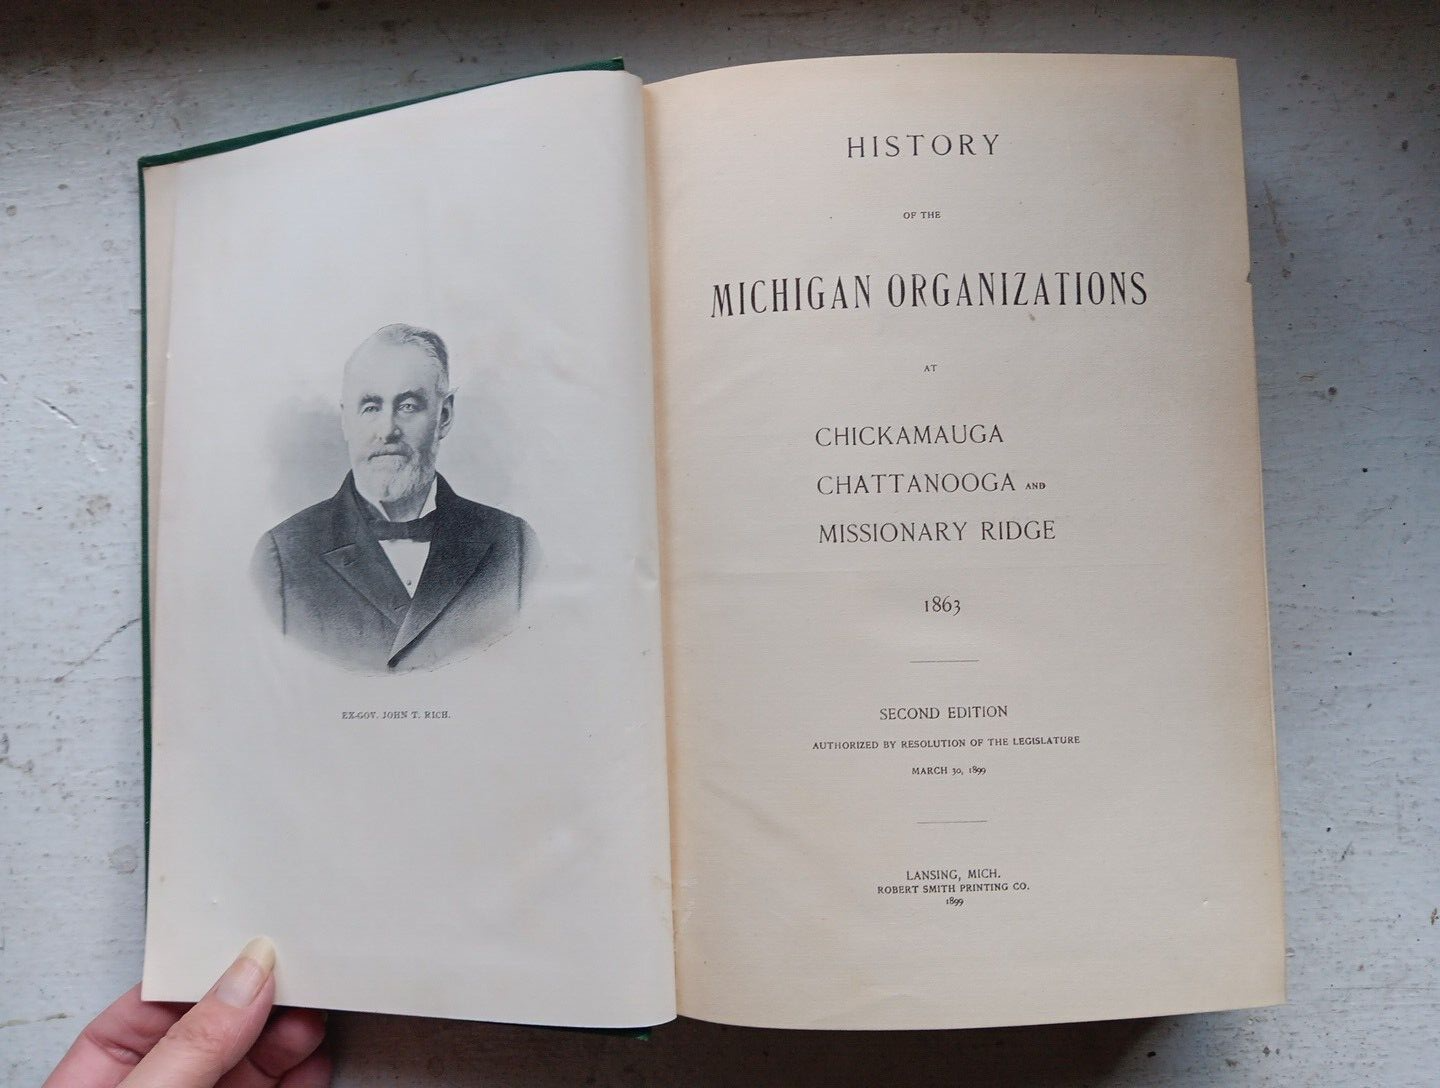 EX-GOV. JOHN T. RICH.
HISTORY
OF THE
MICHIGAN ORGANIZATIONS
AT
CHICKAMAUGA
CHATTANOOGA AND
MISSIONARY RIDGE
1863
SECOND EDITION
AUTHORIZED BY RESOLUTION OF THE LEGISLATURE
MARCH 30, 1899
LANSING, MICH.
ROBERT SMITH PRINTING CO.
1899